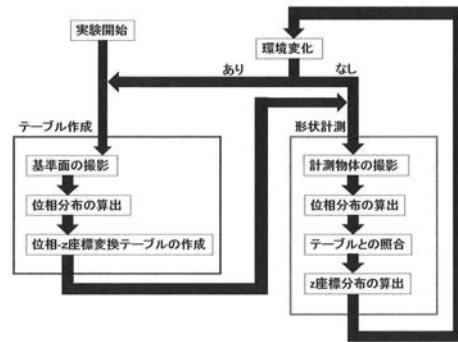 実験開始
環境変化
あり
なし
テーブル作成
基準面の撮影
位相分布の算出
位相-z座標変換テーブルの作成
形状計測
計測物体の撮影
位相分布の算出
テーブルとの照合
z座標分布の算出